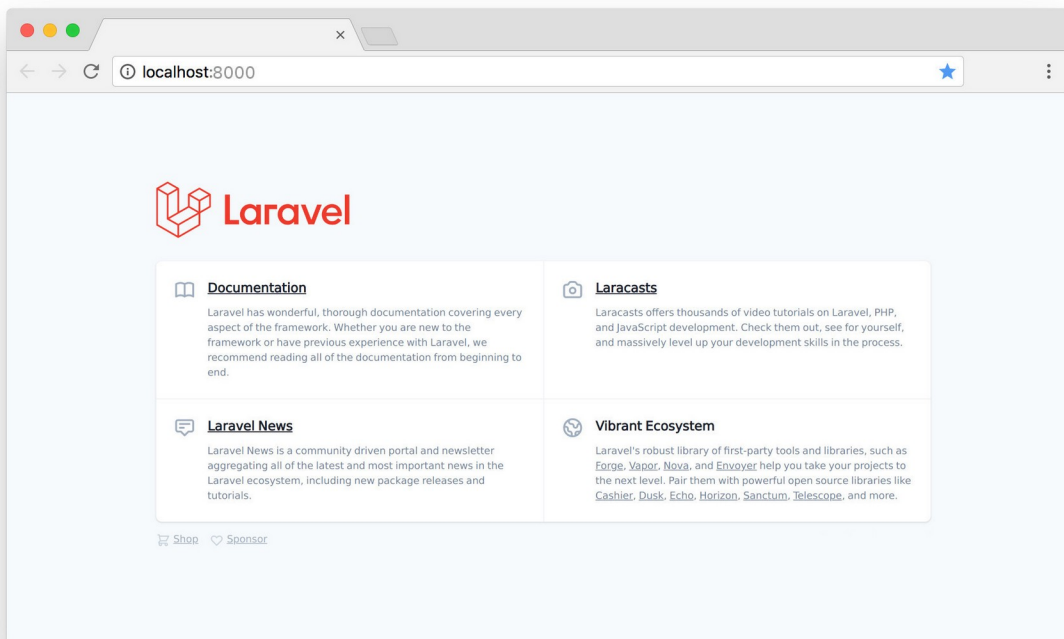 localhost:8000
Laravel
Documentation
Laravel has wonderful, thorough documentation covering every
aspect of the framework. Whether you are new to the
framework or have previous experience with Laravel, we
recommend reading all of the documentation from beginning to
end.
Laracasts
Laracasts offers thousands of video tutorials on Laravel, PHP,
and JavaScript development. Check them out, see for yourself,
and massively level up your development skills in the process.
Laravel News
Laravel News is a community driven portal and newsletter
aggregating all of the latest and most important news in the
Laravel ecosystem, including new package releases and
tutorials.
Vibrant Ecosystem
Laravel's robust library of first-party tools and libraries, such as
Forge, Vapor, Nova, and Envoyer help you take your projects to
the next level. Pair them with powerful open source libraries like
Cashier, Dusk, Echo, Horizon, Sanctum, Telescope, and more.
Shop Sponsor